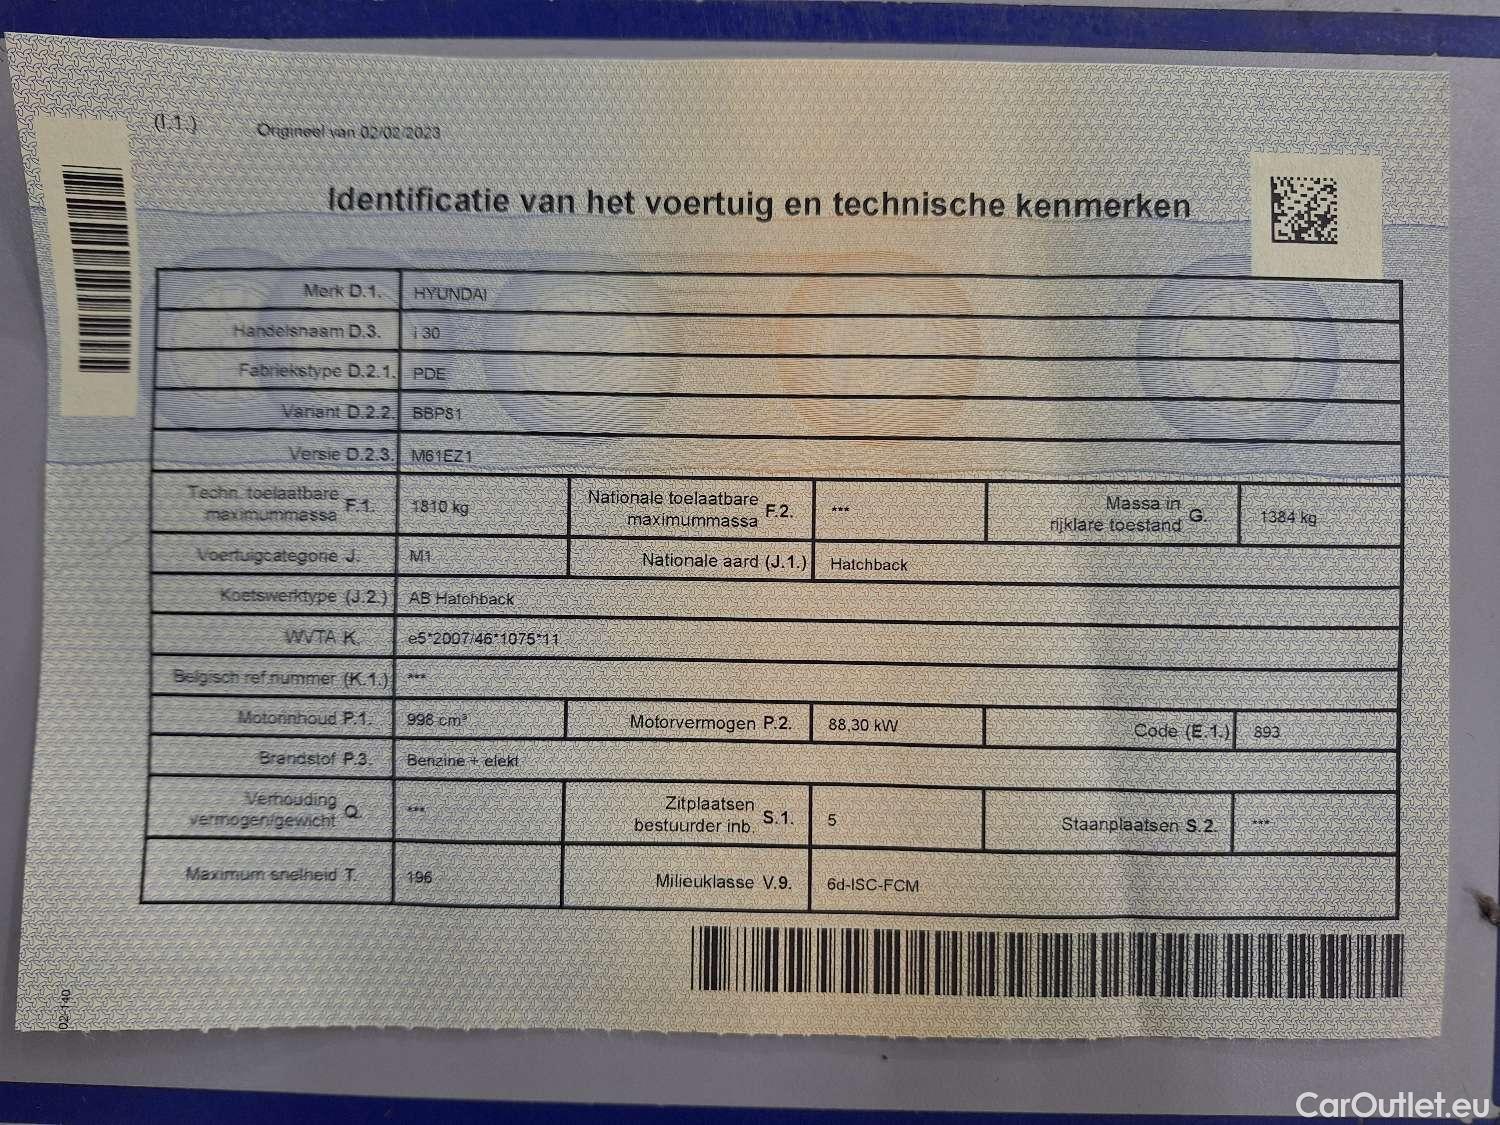 (I.1.) Origineel van 02/02/2023
Identificatie van het voertuig en technische kenmerken
Merk D.1. HYUNDAI
Handelsnaam D.3. i 30
Fabriekstype D.2.1. PDE
Variant D.2.2. BBP81
Versie D.2.3. M61EZ1
Techn. toelaatbare maximummassa F.1. 1810 kg Nationale toelaatbare maximummassa F.2. *** Massa in rijklare toestand G. 1384 kg
Voertuigcategorie J. M1 Nationale aard (J.1.) Hatchback
Koetswerktype (J.2.) AB Hatchback
WVTA K. e5*2007/46*1075*11
Belgisch ref.nummer (K.1.) ***
Motorinhoud P.1. 998 cm³ Motorvermogen P.2. 88,30 kW Code (E.1.) 893
Brandstof P.3. Benzine + elekt
Verhouding vermogen/gewicht Q. *** Zitplaatsen bestuurder inb. S.1. 5 Staanplaatsen S.2. ***
Maximum snelheid T. 196 Milieuklasse V.9. 6d-ISC-FCM
02-140
CarOutlet.eu